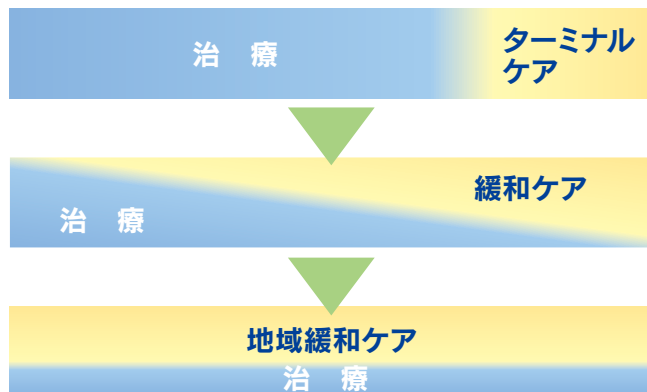 治　療
ターミナル
ケア
緩和ケア
治　療
地域緩和ケア
治　療